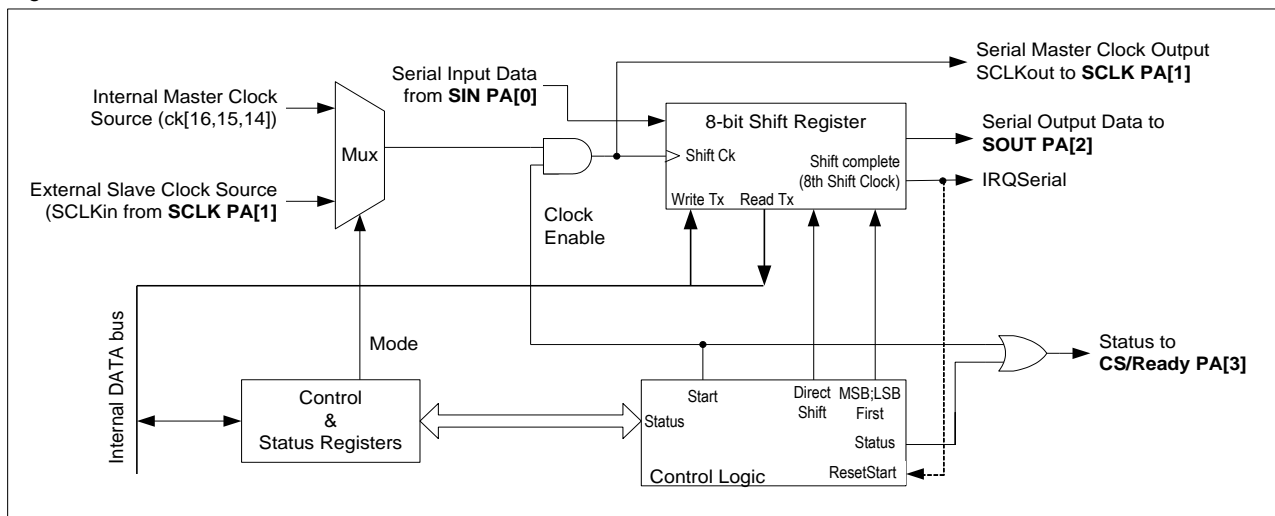 Serial Master Clock Output
SCLKout to SCLK PA[1]
Serial Input Data
from SIN PA[0]
Internal Master Clock
Source (ck[16,15,14])
8-bit Shift Register
Mux
Shift Ck
Serial Output Data to
SOUT PA[2]
Shift complete
(8th Shift Clock)
IRQSerial
External Slave Clock Source
(SCLKin from SCLK PA[1]
Write Tx
Read Tx
Clock
Enable
Internal DATA bus
Mode
Status to
CS/Ready PA[3]
Control
&
Status Registers
Start
Direct
Shift
MSB;LSB
First
Status
Status
ResetStart
Control Logic